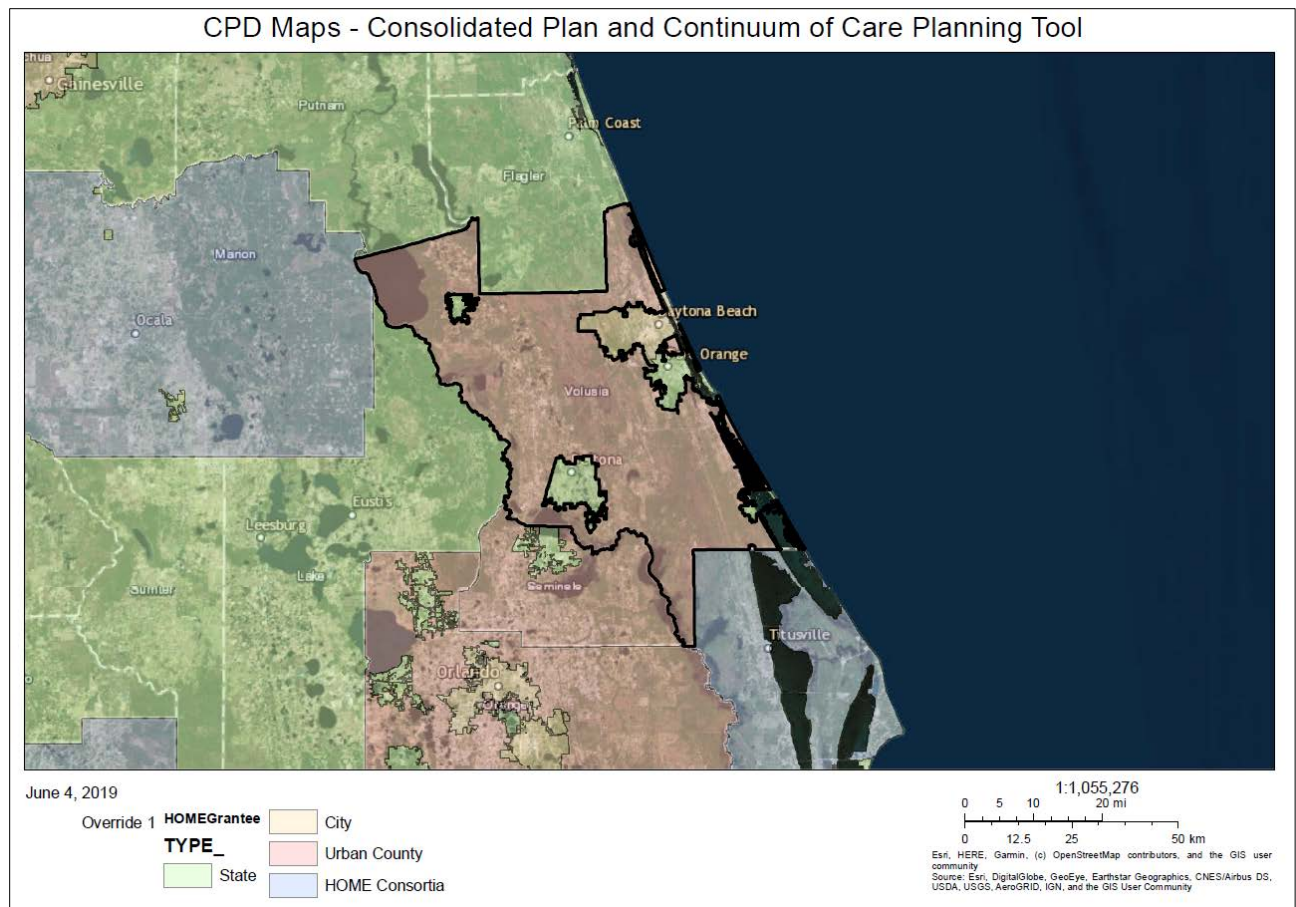 CPD Maps - Consolidated Plan and Continuum of Care Planning Tool
Gainesville
Putnam
Palm Coast
Flagler
Marion
Ocala
Daytona Beach
Orange
Volusia
Eustis
Leesburg
Lake
Seminole
Sumter
Titusville
Orlando
Orange
June 4, 2019
Override 1 HOMEGrantee
TYPE_
State
City
Urban County
HOME Consortia
1:1,055,276
0 5 10 20 mi
0 12.5 25 50 km
Esri, HERE, Garmin, (c) OpenStreetMap contributors, and the GIS user
community
Source: Esri, DigitalGlobe, GeoEye, Earthstar Geographics, CNES/Airbus DS,
USDA, USGS, AeroGRID, IGN, and the GIS User Community